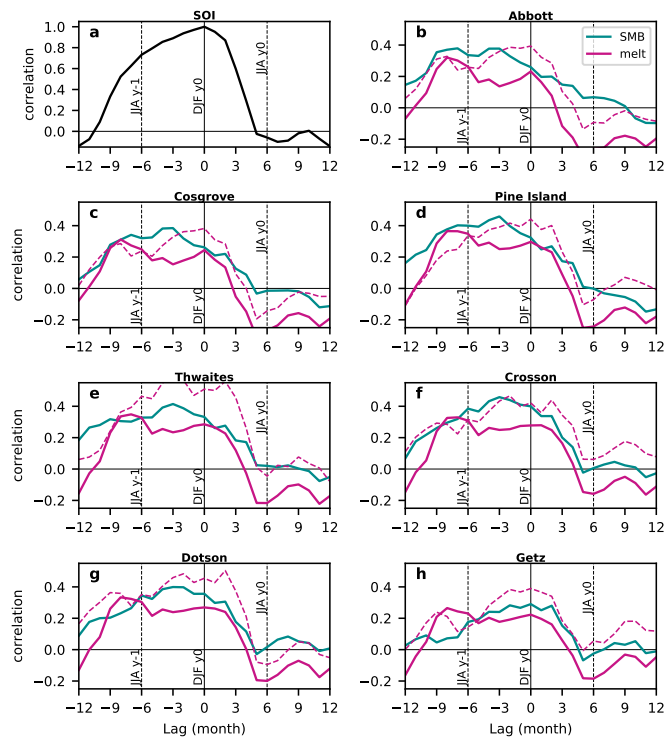 SOI
Abbott
a
b
SMB
melt
correlation
1.0
0.8
0.6
0.4
0.2
0.0
0.4
0.2
0.0
−0.2
JJA y-1
DJF y0
JJA y0
JJA y-1
DJF y0
JJA y0
−12 −9 −6 −3 0 3 6 9 12
−12 −9 −6 −3 0 3 6 9 12
Cosgrove
Pine Island
c
d
correlation
0.4
0.2
0.0
−0.2
0.4
0.2
0.0
−0.2
JJA y-1
DJF y0
JJA y0
JJA y-1
DJF y0
JJA y0
−12 −9 −6 −3 0 3 6 9 12
−12 −9 −6 −3 0 3 6 9 12
Thwaites
Crosson
e
f
correlation
0.4
0.2
0.0
−0.2
0.4
0.2
0.0
−0.2
JJA y-1
DJF y0
JJA y0
JJA y-1
DJF y0
JJA y0
−12 −9 −6 −3 0 3 6 9 12
−12 −9 −6 −3 0 3 6 9 12
Dotson
Getz
g
h
correlation
0.4
0.2
0.0
−0.2
0.4
0.2
0.0
−0.2
JJA y-1
DJF y0
JJA y0
JJA y-1
DJF y0
JJA y0
−12 −9 −6 −3 0 3 6 9 12
−12 −9 −6 −3 0 3 6 9 12
Lag (month)
Lag (month)